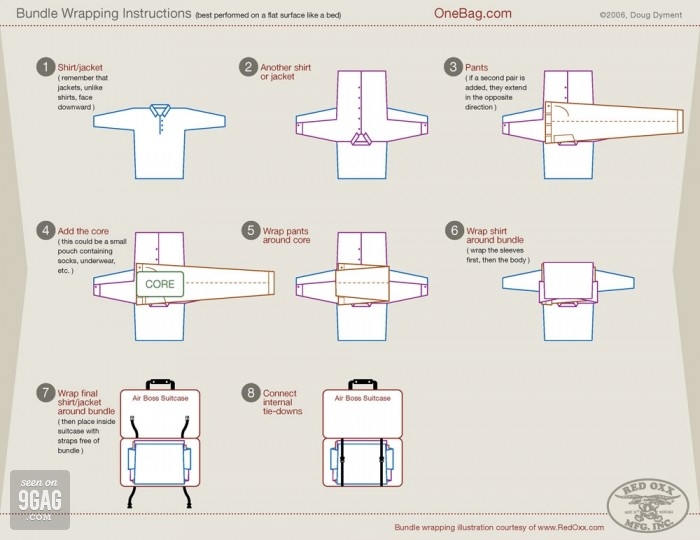 Bundle Wrapping Instructions (best performed on a flat surface like a bed)
OneBag.com
©2006, Doug Dyment
1 Shirt/jacket
( remember that
jackets, unlike
shirts, face
downward )
2 Another shirt
or jacket
3 Pants
( if a second pair is
added, they extend
in the opposite
direction )
4 Add the core
( this could be a small
pouch containing
socks, underwear,
etc. )
CORE
5 Wrap pants
around core
6 Wrap shirt
around bundle
( wrap the sleeves
first, then the body )
7 Wrap final
shirt/jacket
around bundle
( then place inside
suitcase with
straps free of
bundle )
Air Boss Suitcase
8 Connect
internal
tie-downs
Air Boss Suitcase
seen on
9GAG
.COM
RED OXX
MFG. INC.
Bundle wrapping illustration courtesy of www.RedOxx.com